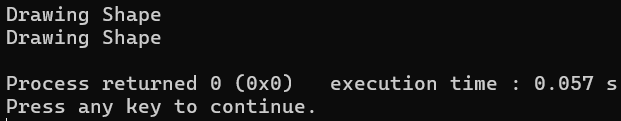 Drawing Shape
Drawing Shape
Process returned 0 (0x0)   execution time : 0.057 s
Press any key to continue.